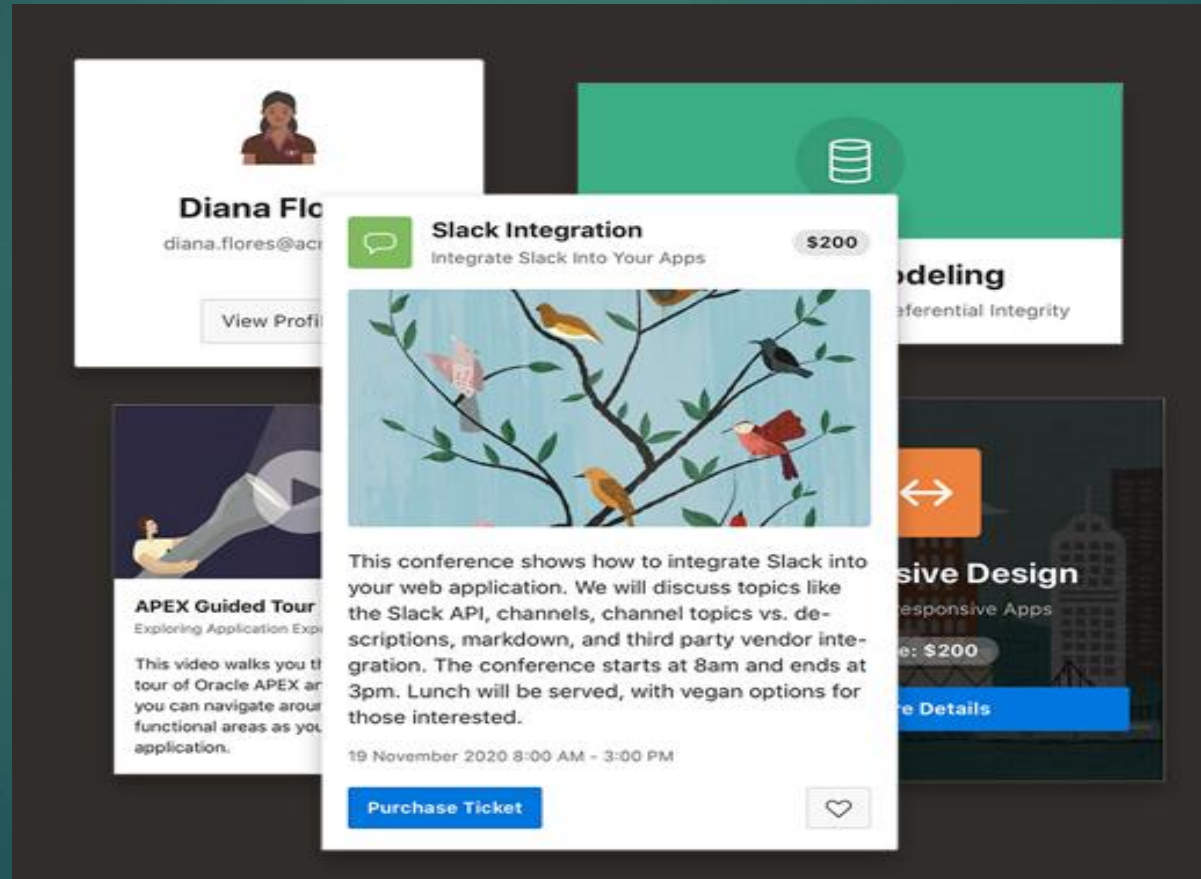 Diana Flo
diana.flores@acr
View Profil
Slack Integration
Integrate Slack Into Your Apps
$200
This conference shows how to integrate Slack into
your web application. We will discuss topics like
the Slack API, channels, channel topics vs. de-
scriptions, markdown, and third party vendor inte-
gration. The conference starts at 8am and ends at
3pm. Lunch will be served, with vegan options for
those interested.
19 November 2020 8:00 AM - 3:00 PM
Purchase Ticket
odeling
eferential Integrity
APEX Guided Tour
Exploring Application Exp
This video walks you th
tour of Oracle APEX an
you can navigate aroun
functional areas as you
application.
sive Design
esponsive Apps
e: $200
re Details